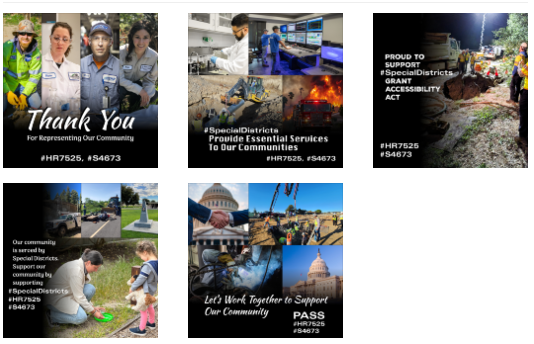 Thank You
For Representing Our Community
#HR7525, #S4673
#SpecialDistricts
Provide Essential Services
To Our Communities
#HR7525, #S4673
PROUD TO
SUPPORT
#SpecialDistricts
GRANT
ACCESSIBILITY
ACT
#HR7525
#S4673
Our community
is served by
Special Districts.
Support our
community by
supporting
#SpecialDistricts
#HR7525
#S4673
Let's Work Together to Support
Our Community
PASS
#HR7525
#S4673